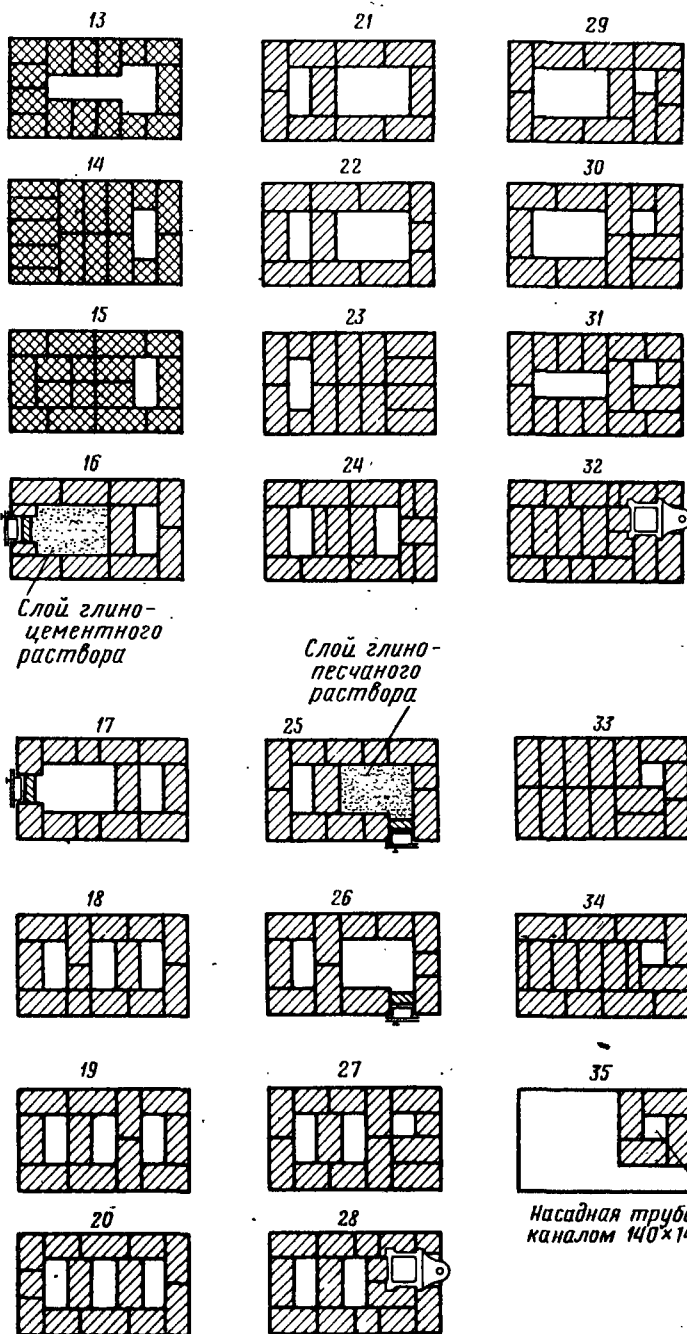 13
21
29
14
22
30
15
23
31
16
24
32
Слой глино-
цементного
раствора
Слой глино-
песчаного
раствора
17
25
33
18
26
34
19
27
35
Насадная
каналом
20
28